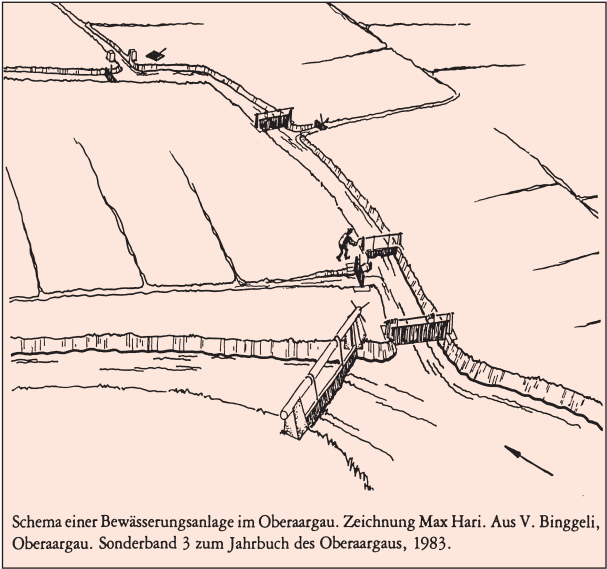 Schema einer Bewässerungsanlage im Oberaargau. Zeichnung Max Hari. Aus V. Binggeli,
Oberaargau. Sonderband 3 zum Jahrbuch des Oberaargaus, 1983.